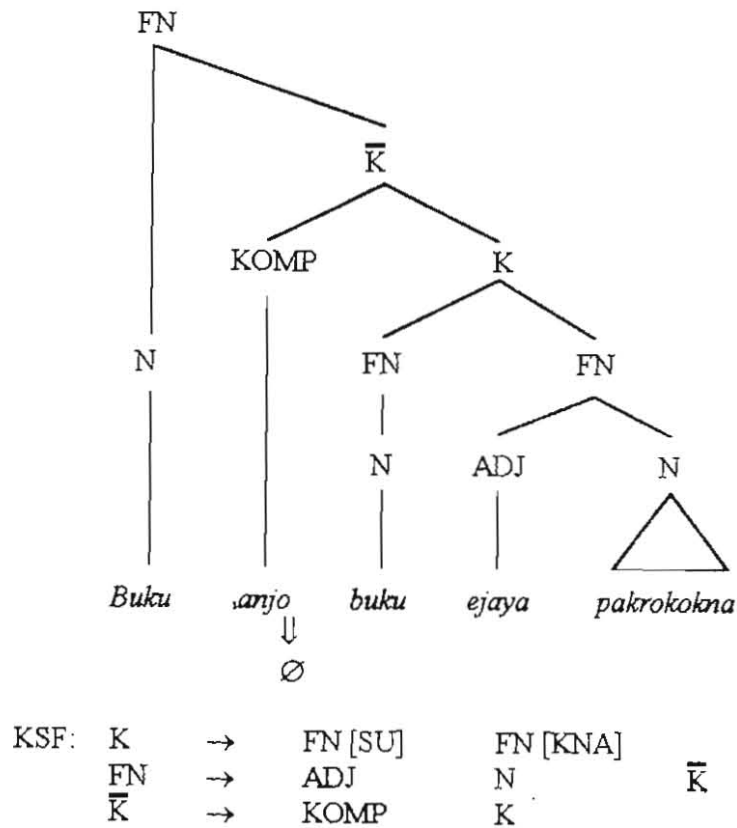 FN
K̄
KOMP K
N FN FN
N ADJ N
Buku anjo buku ejaya pakrokokna
⇓
∅
KSF: K → FN [SU] FN [KNA]
FN → ADJ N K̄
K̄ → KOMP K